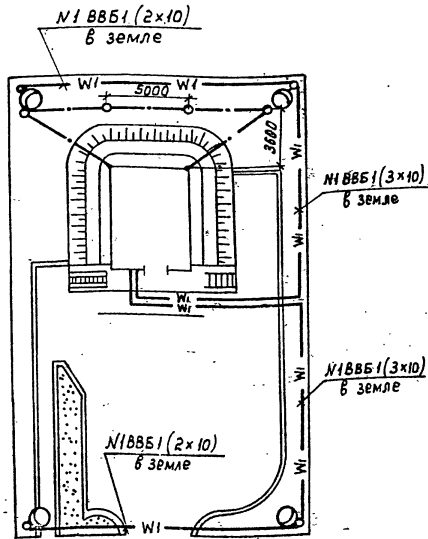 N1 ВВБ1 (2×10)
в земле
W1
W1
5000
3600
W1
N1 ВВБ1 (3×10)
в земле
W1
W1
W1
W1
N1 ВВБ1 (3×10)
в земле
N1 ВВБ1 (2×10)
в земле
W1
W1